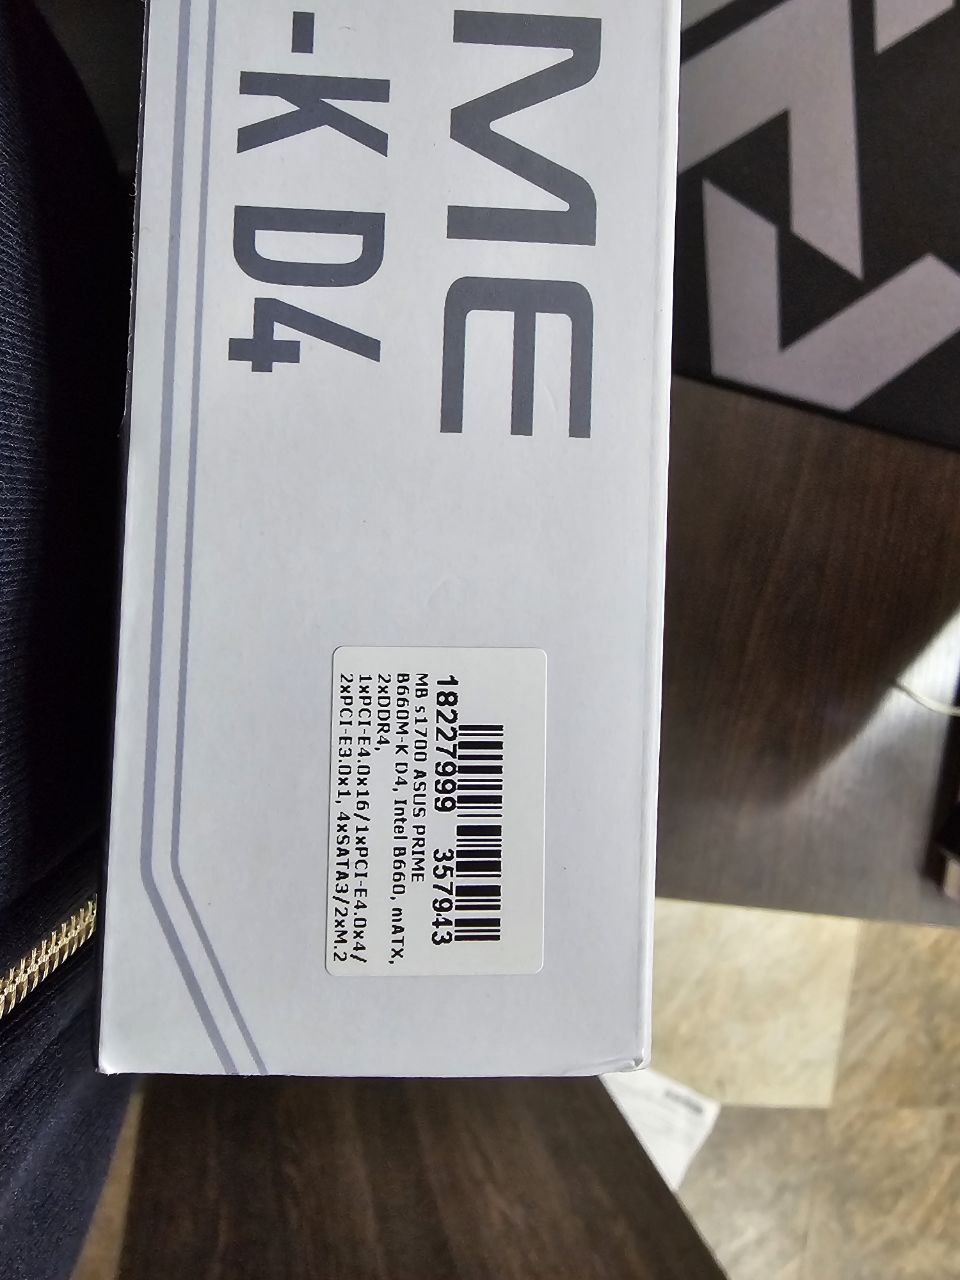 ME
-K D4
18227999 357943
MB s1700 ASUS PRIME
B660M-K D4, Intel B660, mATX,
2xDDR4,
1xPCI-E4.0x16/1xPCI-E4.0x4/
2xPCI-E3.0x1, 4xSATA3/2xM.2